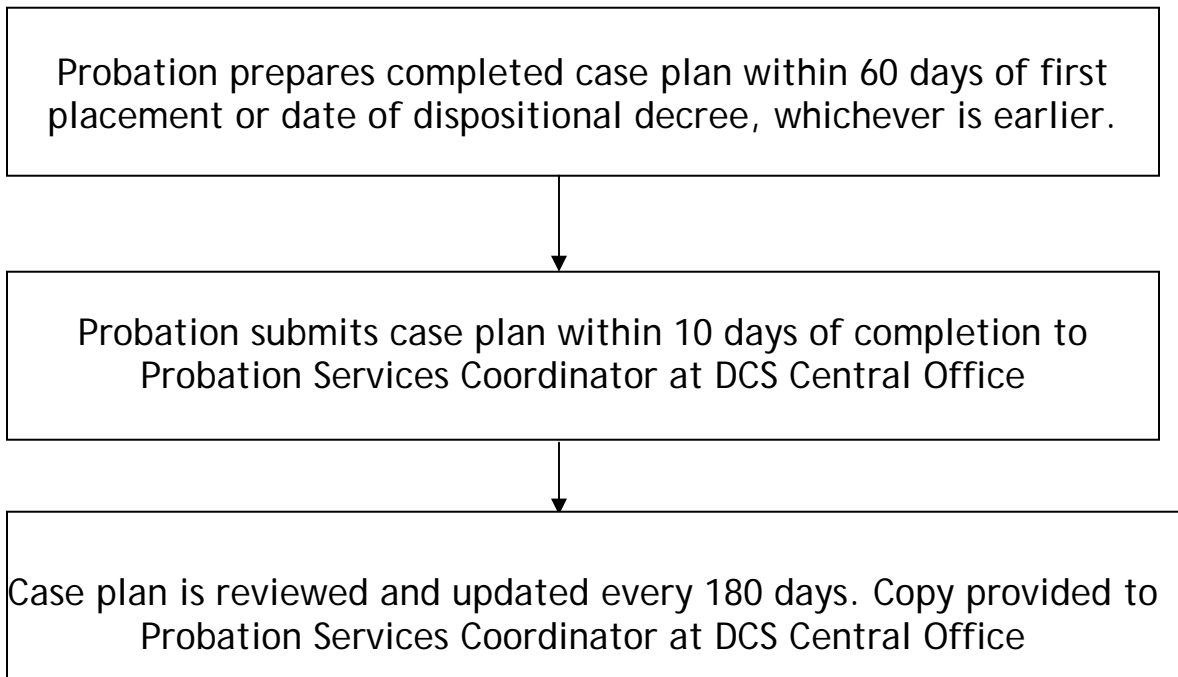 Probation prepares completed case plan within 60 days of first
placement or date of dispositional decree, whichever is earlier.
Probation submits case plan within 10 days of completion to
Probation Services Coordinator at DCS Central Office
Case plan is reviewed and updated every 180 days. Copy provided to
Probation Services Coordinator at DCS Central Office